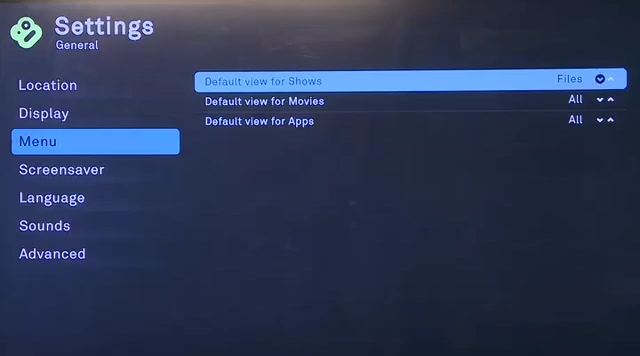 Settings
General
Location
Display
Menu
Screensaver
Language
Sounds
Advanced
Default view for Shows Files
Default view for Movies All
Default view for Apps All